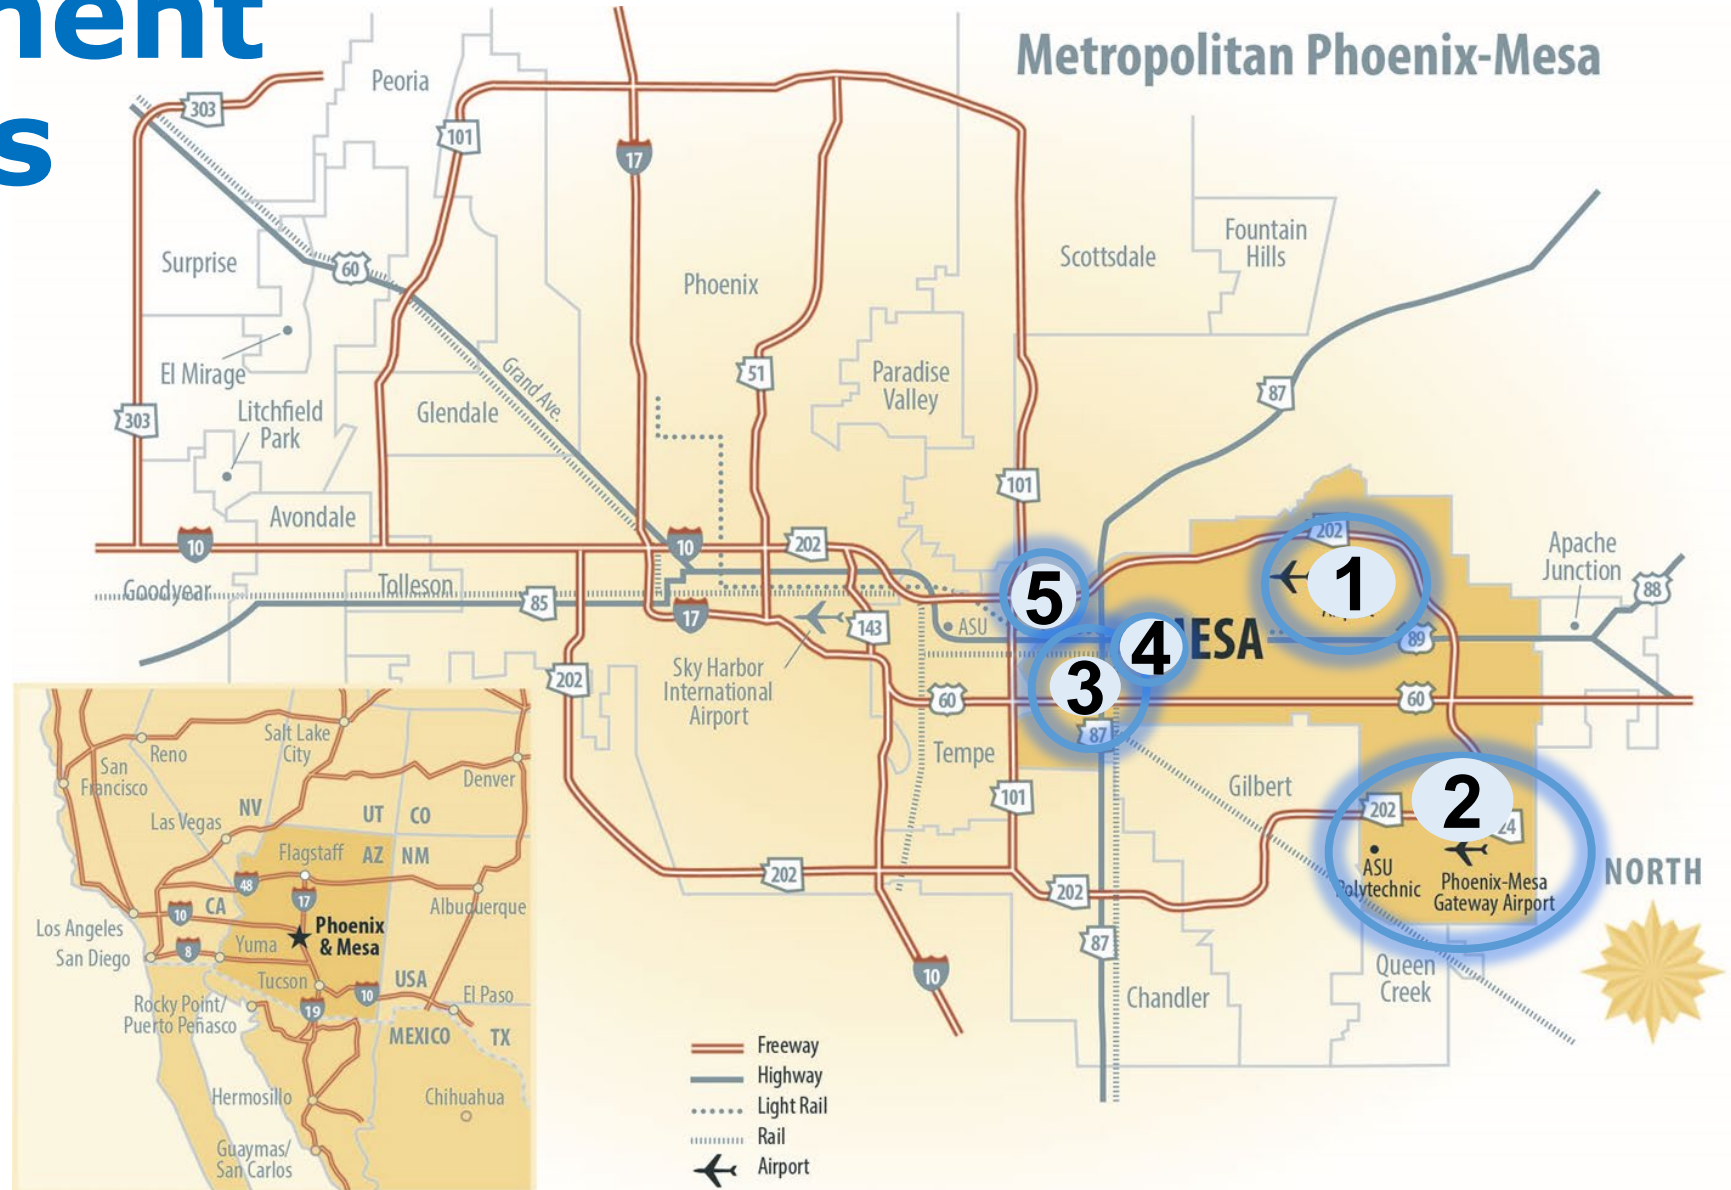 Metropolitan Phoenix-Mesa
Peoria
303
101
17
Surprise
60
Phoenix
Scottsdale
Fountain
Hills
El Mirage
Grand Ave.
51
Paradise
Valley
87
303
Litchfield
Park
Glendale
101
Avondale
10
10
202
202
1
Apache
Junction
88
Goodyear
Tolleson
85
17
143
ASU
5
4
ESA
89
3
202
Sky Harbor
International
Airport
60
60
87
Tempe
Gilbert
101
202
2
24
ASU
Polytechnic
Phoenix-Mesa
Gateway Airport
NORTH
202
202
87
10
Chandler
Queen
Creek
Reno
Salt Lake
City
San
Francisco
Denver
NV
UT
CO
Las Vegas
Flagstaff
AZ
NM
48
17
CA
10
Albuquerque
Los Angeles
Phoenix
& Mesa
8
Yuma
San Diego
Tucson
10
USA
El Paso
Rocky Point/
Puerto Peñasco
19
MEXICO
TX
Hermosillo
Chihuahua
Guaymas/
San Carlos
Freeway
Highway
Light Rail
Rail
Airport